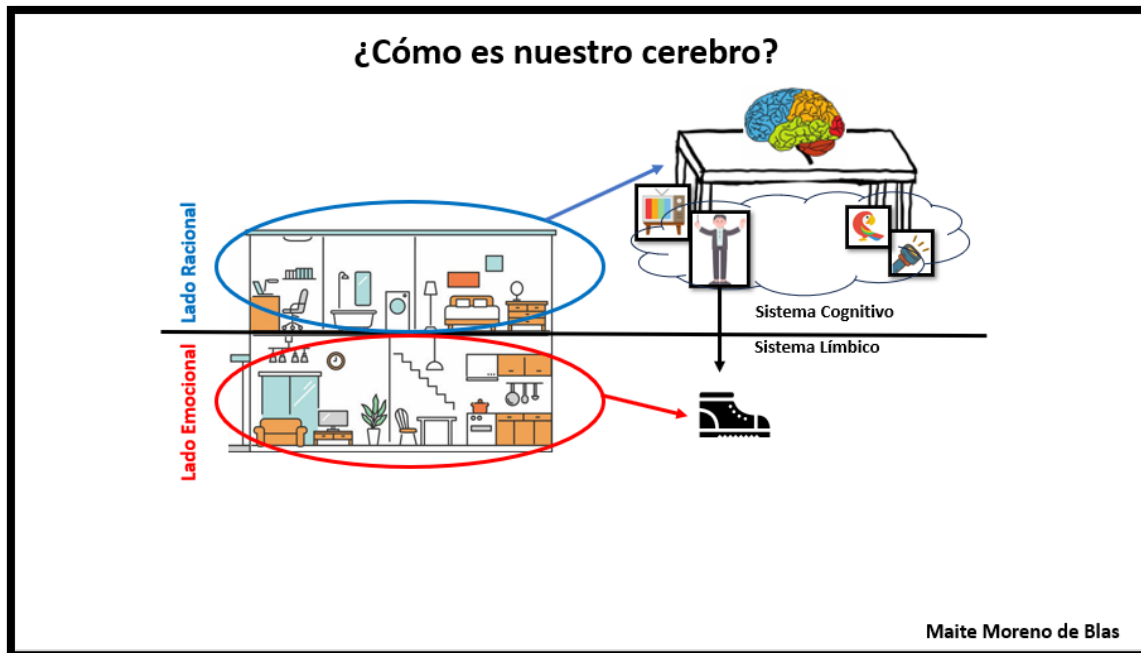 ¿Cómo es nuestro cerebro?
Lado Racional
Sistema Cognitivo
Sistema Límbico
Lado Emocional
Maite Moreno de Blas